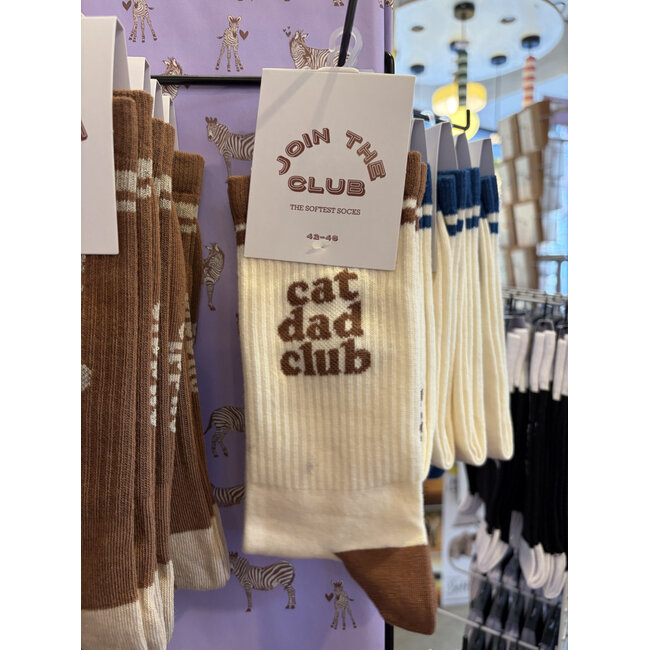 JOIN THE
CLUB
THE SOFTEST SOCKS
42-46
cat
dad
club